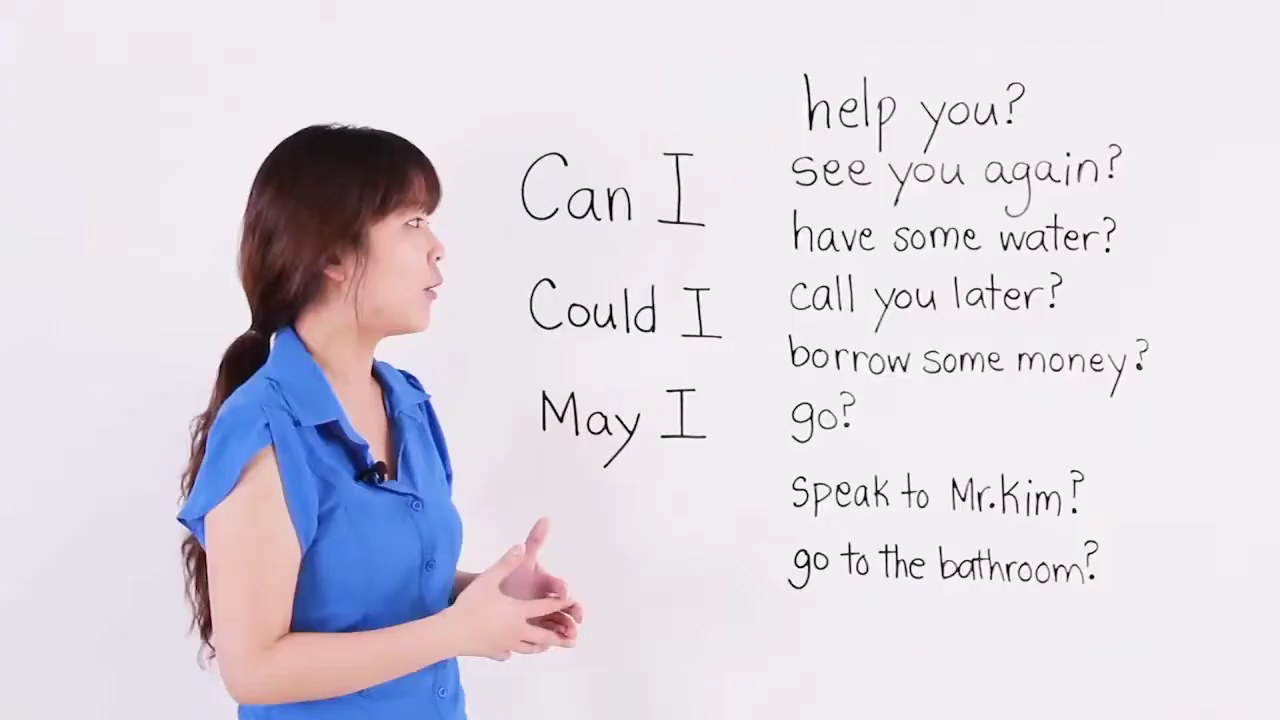 Can I
Could I
May I
help you?
see you again?
have some water?
call you later?
borrow some money?
go?
speak to Mr. Kim?
go to the bathroom?